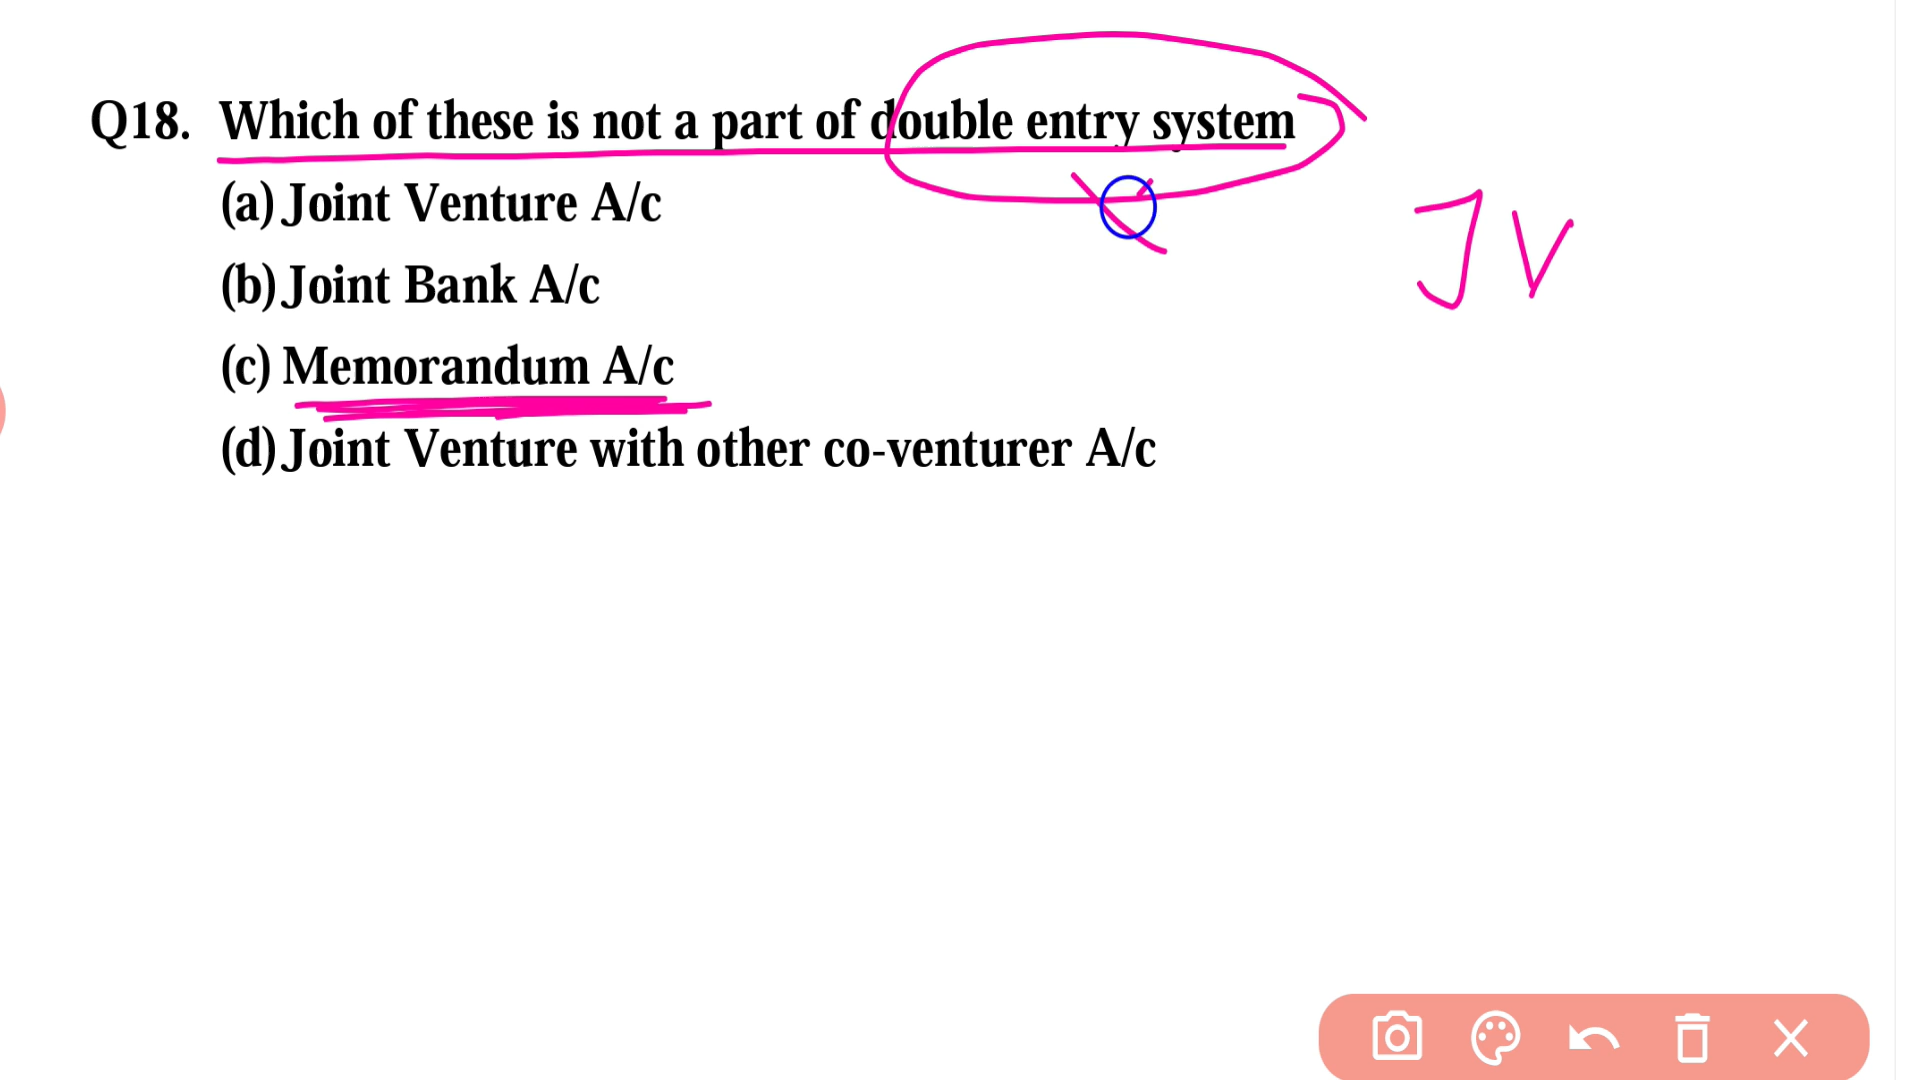 Q18. Which of these is not a part of double entry system
(a) Joint Venture A/c
JV
(b) Joint Bank A/c
(c) Memorandum A/c
(d) Joint Venture with other co-venturer A/c